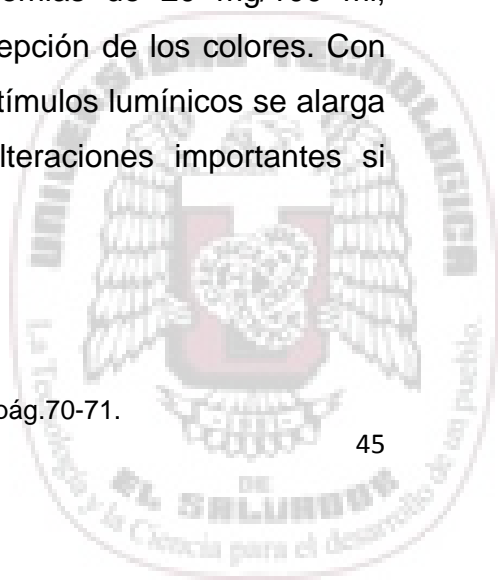 emias de 20 mg/100 ml,
epción de los colores. Con
tímulos lumínicos se alarga
lteraciones importantes si
pág.70-71.
45
UNIVERSIDAD TECNOLOGICA
La Tecnología y la Ciencia para el desarrollo de un pueblo.
DE
EL SALVADOR